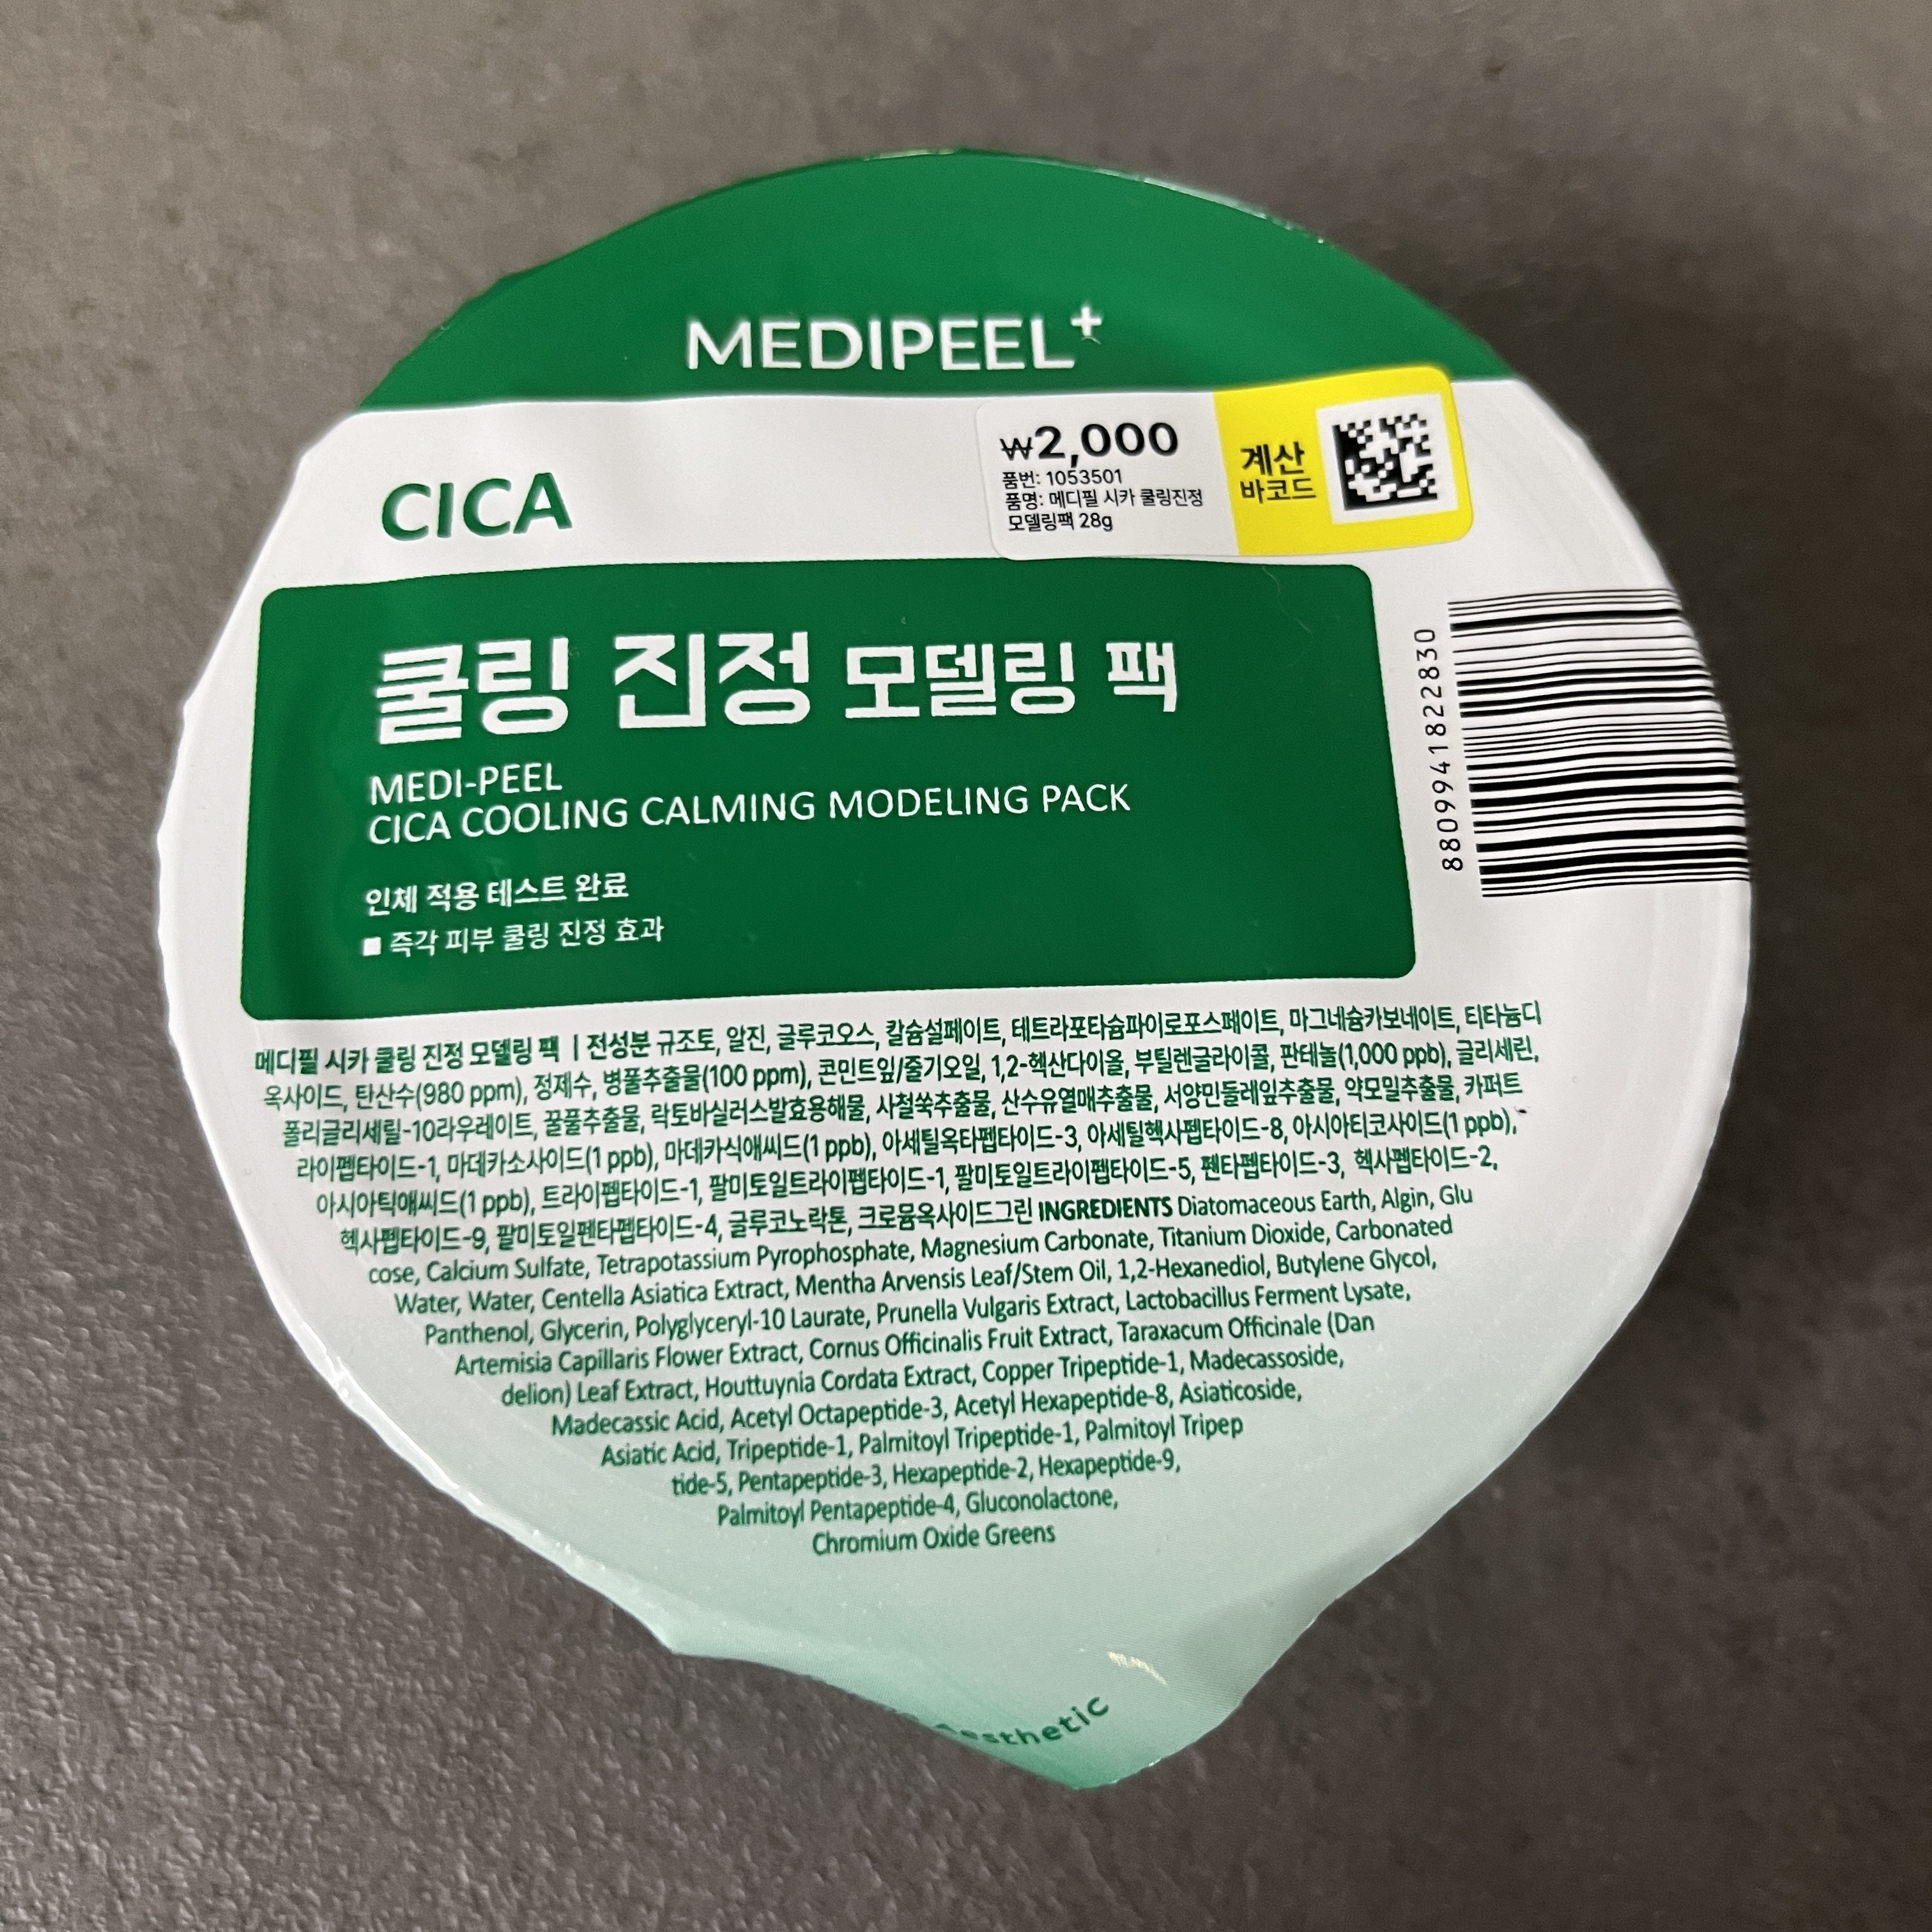 MEDIPEEL+
CICA
₩2,000
품번: 1053501
품명: 메디필 시카 쿨링진정
모델링팩 28g
계산
바코드
쿨링 진정 모델링 팩
MEDI-PEEL
CICA COOLING CALMING MODELING PACK
인체 적용 테스트 완료
■ 즉각 피부 쿨링 진정 효과
8809941822830
메디필 시카 쿨링 진정 모델링 팩 | 전성분 규조토, 알진, 글루코오스, 칼슘설페이트, 테트라포타슘파이로포스페이트, 마그네슘카보네이트, 티타늄디
옥사이드, 탄산수(980 ppm), 정제수, 병풀추출물(100 ppm), 콘민트잎/줄기오일, 1,2-헥산다이올, 부틸렌글라이콜, 판테놀(1,000 ppb), 글리세린,
폴리글리세릴-10라우레이트, 꿀풀추출물, 락토바실러스발효용해물, 사철쑥추출물, 산수유열매추출물, 서양민들레잎추출물, 약모밀추출물, 카퍼트
라이펩타이드-1, 마데카소사이드(1 ppb), 마데카식애씨드(1 ppb), 아세틸옥타펩타이드-3, 아세틸헥사펩타이드-8, 아시아티코사이드(1 ppb),
아시아틱애씨드(1 ppb), 트라이펩타이드-1, 팔미토일트라이펩타이드-1, 팔미토일트라이펩타이드-5, 펜타펩타이드-3, 헥사펩타이드-2,
헥사펩타이드-9, 팔미토일펜타펩타이드-4, 글루코노락톤, 크로뮴옥사이드그린 INGREDIENTS Diatomaceous Earth, Algin, Glu
cose, Calcium Sulfate, Tetrapotassium Pyrophosphate, Magnesium Carbonate, Titanium Dioxide, Carbonated
Water, Water, Centella Asiatica Extract, Mentha Arvensis Leaf/Stem Oil, 1,2-Hexanediol, Butylene Glycol,
Panthenol, Glycerin, Polyglyceryl-10 Laurate, Prunella Vulgaris Extract, Lactobacillus Ferment Lysate,
Artemisia Capillaris Flower Extract, Cornus Officinalis Fruit Extract, Taraxacum Officinale (Dan
delion) Leaf Extract, Houttuynia Cordata Extract, Copper Tripeptide-1, Madecassoside,
Madecassic Acid, Acetyl Octapeptide-3, Acetyl Hexapeptide-8, Asiaticoside,
Asiatic Acid, Tripeptide-1, Palmitoyl Tripeptide-1, Palmitoyl Tripep
tide-5, Pentapeptide-3, Hexapeptide-2, Hexapeptide-9,
Palmitoyl Pentapeptide-4, Gluconolactone,
Chromium Oxide Greens